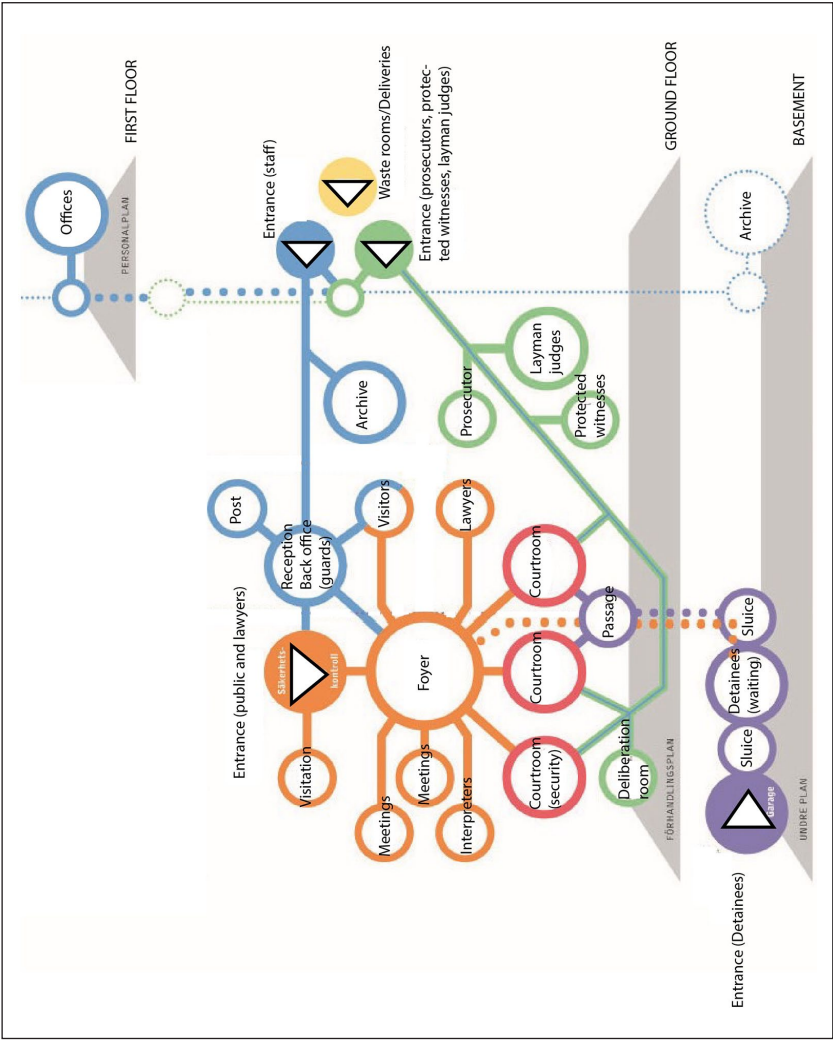 Offices
PERSONALPLAN
FIRST FLOOR
Entrance (public and lawyers)
Post
Entrance (staff)
Säkerhets-
kontroll
Reception
Back office
(guards)
Visitation
Archive
Waste rooms/Deliveries
Meetings
Visitors
Meetings
Foyer
Entrance (prosecutors, protec-
ted witnesses, layman judges)
Interpreters
Lawyers
Prosecutor
Courtroom
(security)
Courtroom
Courtroom
Layman
judges
Protected
witnesses
Passage
Deliberation
room
FÖRHANDLINGSPLAN
GROUND FLOOR
Entrance (Detainees)
Garage
Sluice
Detainees
(waiting)
Sluice
Archive
UNDRE PLAN
BASEMENT